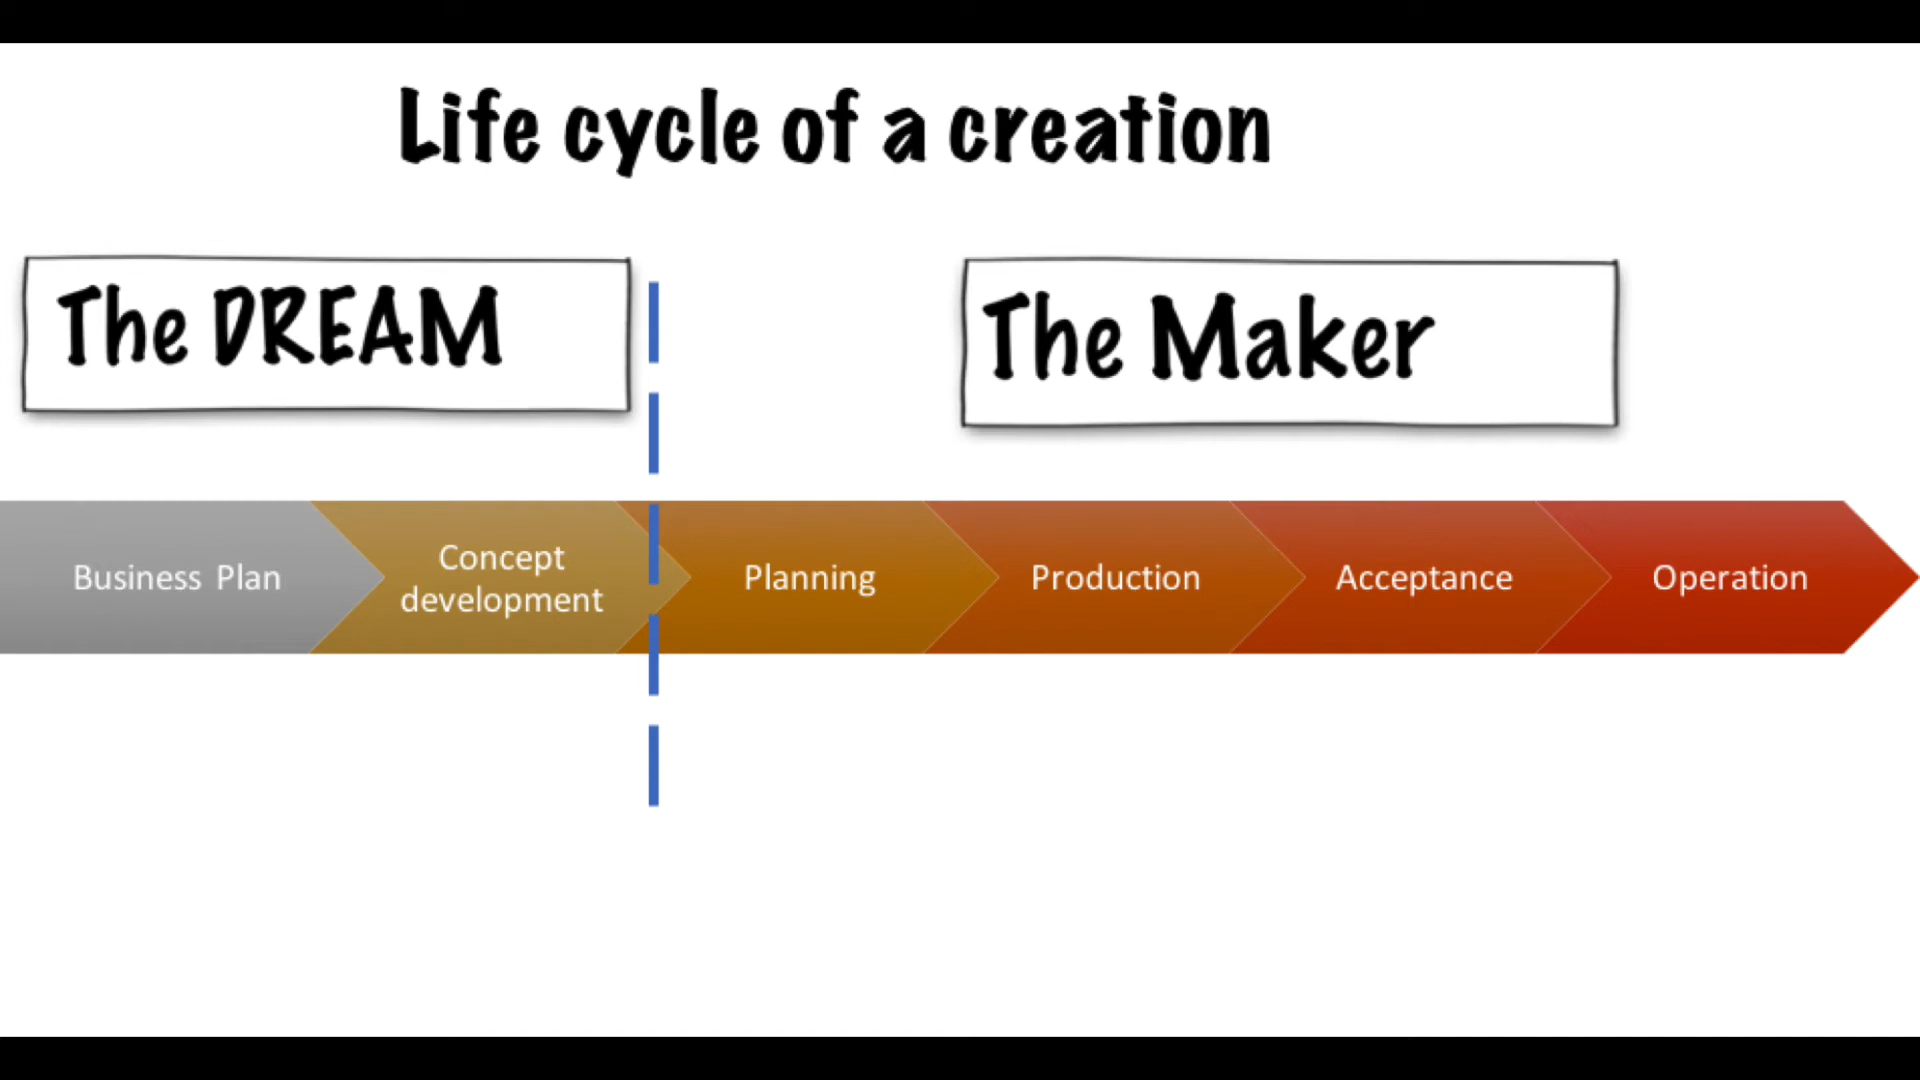 Life cycle of a creation
The DREAM
The Maker
Business Plan
Concept
development
Planning
Production
Acceptance
Operation